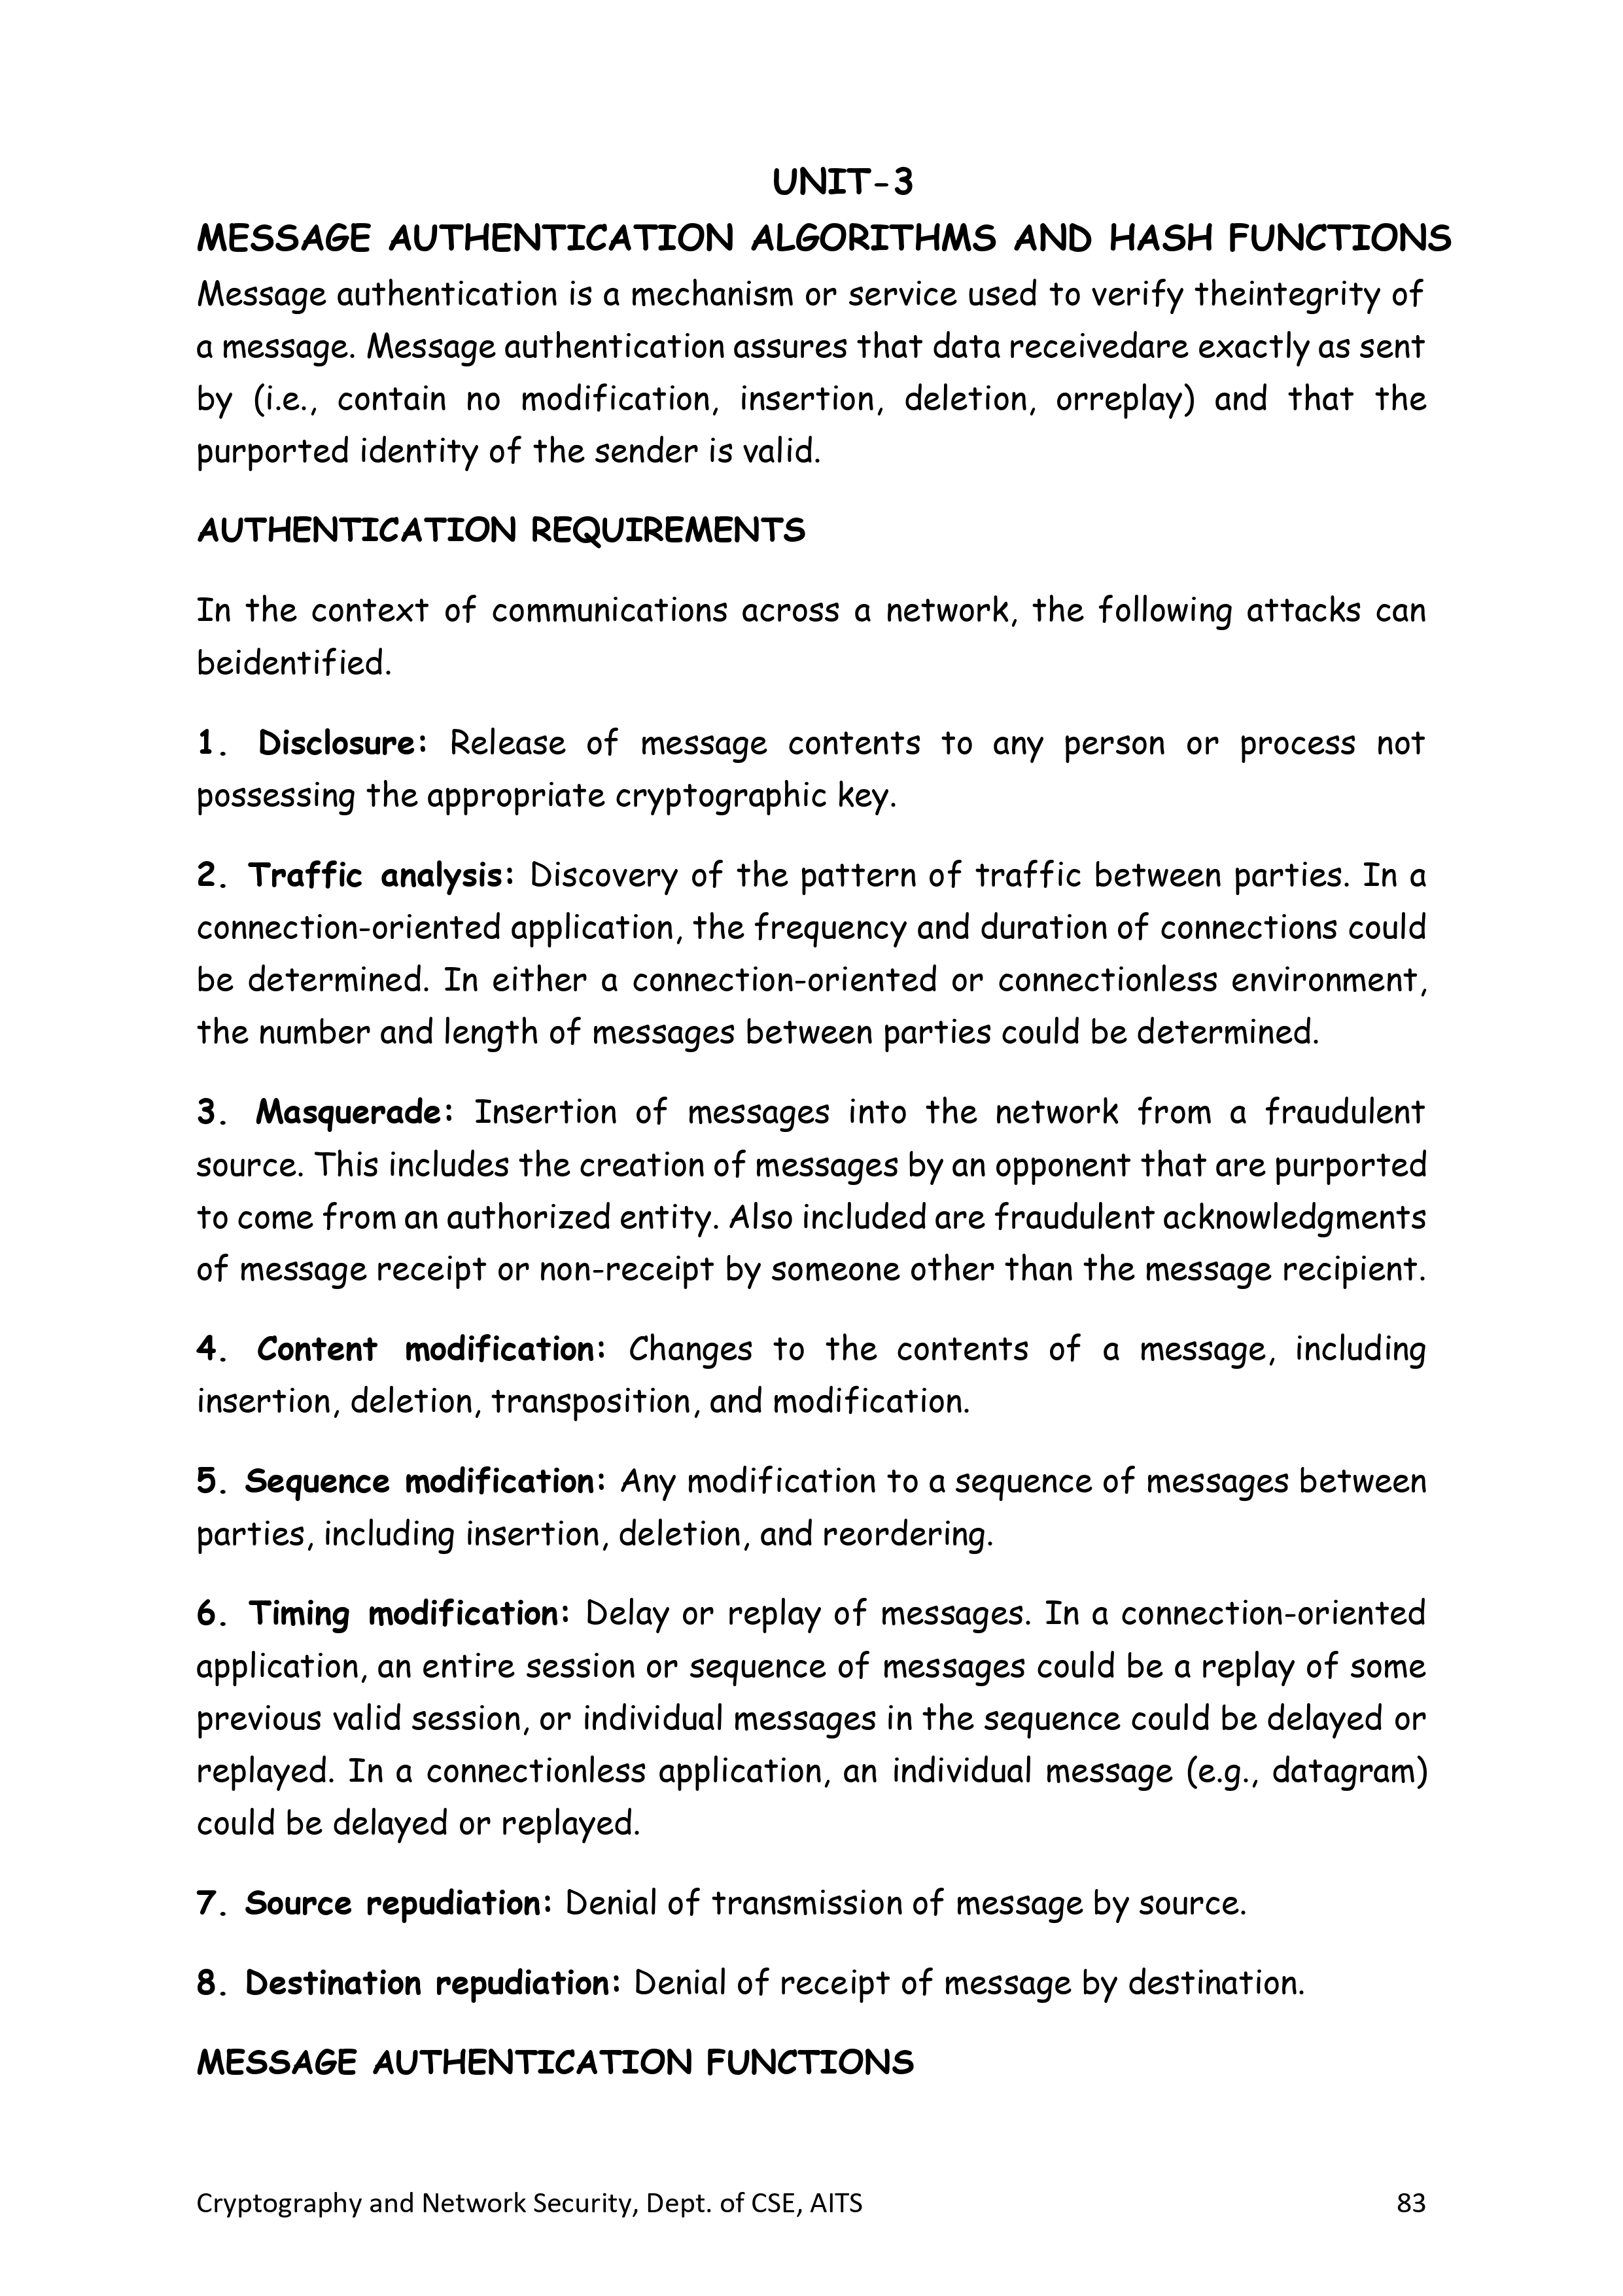 UNIT-3
MESSAGE AUTHENTICATION ALGORITHMS AND HASH FUNCTIONS
Message authentication is a mechanism or service used to verify theintegrity of
a message. Message authentication assures that data receivedare exactly as sent
by (i.e., contain no modification, insertion, deletion, orreplay) and that the
purported identity of the sender is valid.
AUTHENTICATION REQUIREMENTS
In the context of communications across a network, the following attacks can
beidentified.
1. Disclosure: Release of message contents to any person or process not
possessing the appropriate cryptographic key.
2. Traffic analysis: Discovery of the pattern of traffic between parties. In a
connection-oriented application, the frequency and duration of connections could
be determined. In either a connection-oriented or connectionless environment,
the number and length of messages between parties could be determined.
3. Masquerade: Insertion of messages into the network from a fraudulent
source. This includes the creation of messages by an opponent that are purported
to come from an authorized entity. Also included are fraudulent acknowledgments
of message receipt or non-receipt by someone other than the message recipient.
4. Content modification: Changes to the contents of a message, including
insertion, deletion, transposition, and modification.
5. Sequence modification: Any modification to a sequence of messages between
parties, including insertion, deletion, and reordering.
6. Timing modification: Delay or replay of messages. In a connection-oriented
application, an entire session or sequence of messages could be a replay of some
previous valid session, or individual messages in the sequence could be delayed or
replayed. In a connectionless application, an individual message (e.g., datagram)
could be delayed or replayed.
7. Source repudiation: Denial of transmission of message by source.
8. Destination repudiation: Denial of receipt of message by destination.
MESSAGE AUTHENTICATION FUNCTIONS
Cryptography and Network Security, Dept. of CSE, AITS 83